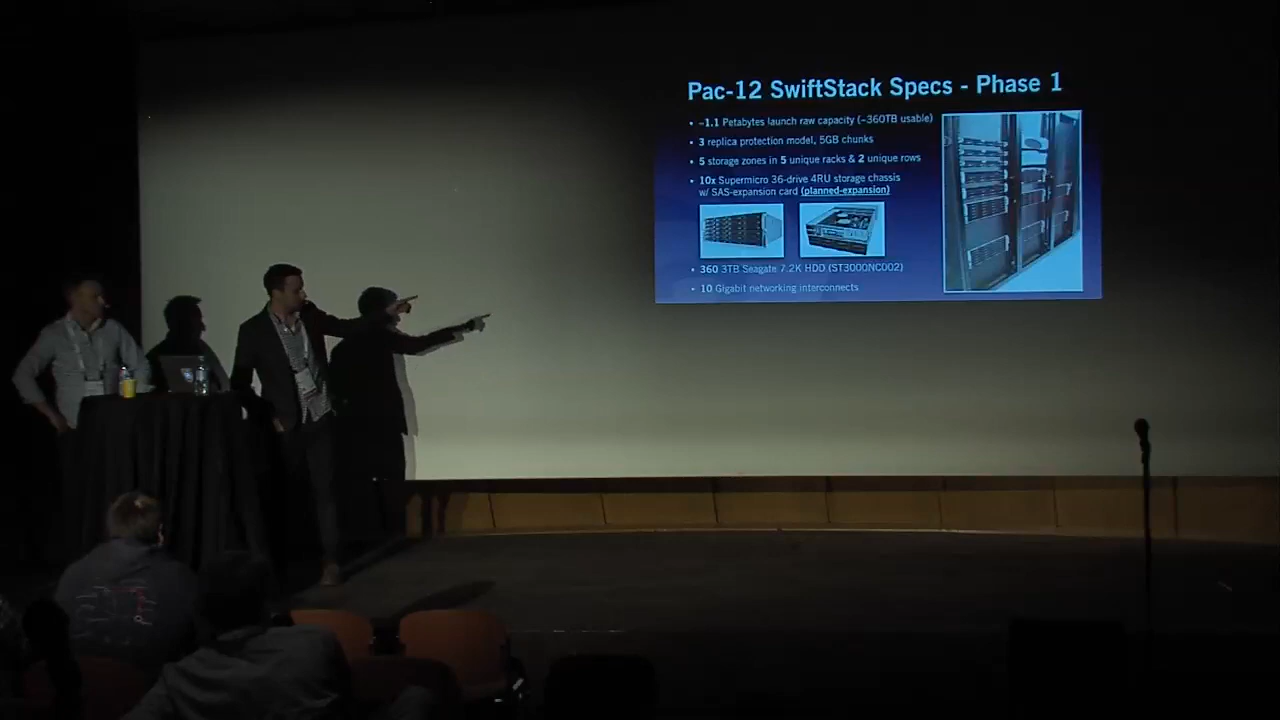 Pac-12 SwiftStack Specs - Phase 1
• ~1.1 Petabytes launch raw capacity (~360TB usable)
• 3 replica protection model, 5GB chunks
• 5 storage zones in 5 unique racks & 2 unique rows
• 10x Supermicro 36-drive 4RU storage chassis
w/ SAS-expansion card (planned-expansion)
• 360 3TB Seagate 7.2K HDD (ST3000NC002)
• 10 Gigabit networking interconnects